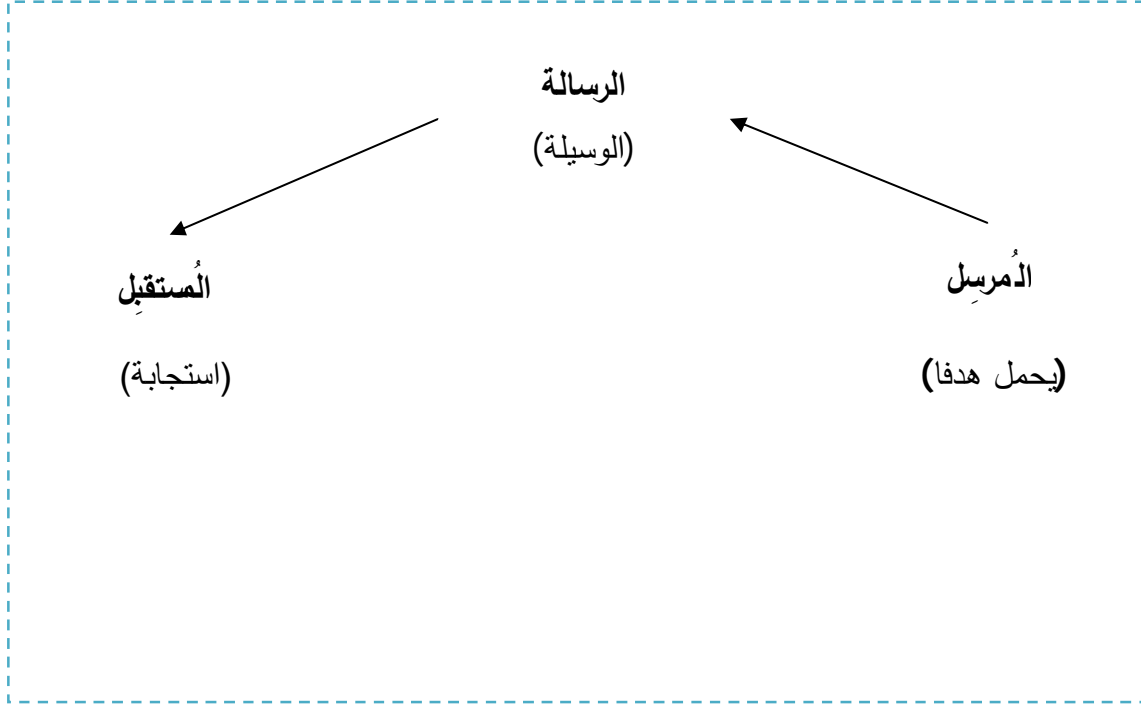 الرسالة
(الوسيلة)
المُرسِل
المُستقبِل
(يحمل هدفا)
(استجابة)